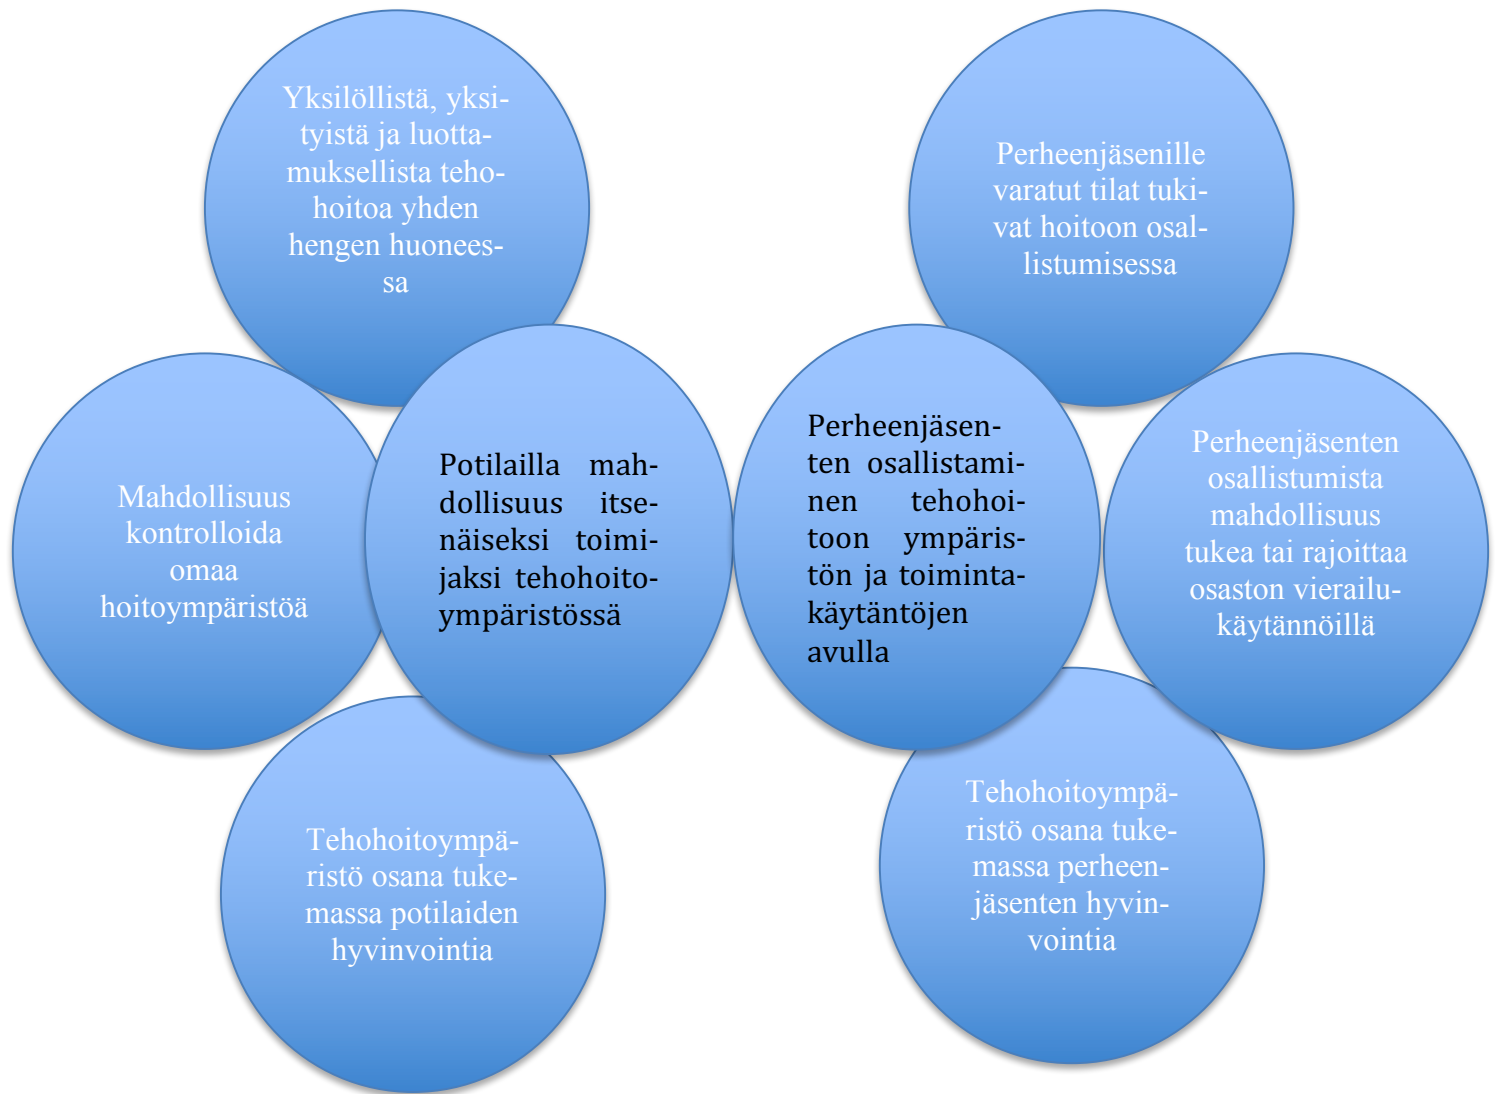 Yksilöllistä, yksi-
tyistä ja luotta-
muksellista teho-
hoitoa yhden
hengen huonees-
sa
Mahdollisuus
kontrolloida
omaa
hoitoympäristöä
Potilailla mah-
dollisuus itse-
näiseksi toimi-
jaksi tehohoito-
ympäristössä
Tehohoitoympä-
ristö osana tuke-
massa potilaiden
hyvinvointia
Perheenjäsenille
varatut tilat tuki-
vat hoitoon osal-
listumisessa
Perheenjäsen-
ten osallistami-
nen tehohoi-
toon ympäris-
tön ja toiminta-
käytäntöjen
avulla
Perheenjäsenten
osallistumista
mahdollisuus
tukea tai rajoittaa
osaston vierailu-
käytännöillä
Tehohoitoympä-
ristö osana tuke-
massa perheen-
jäsenten hyvin-
vointia